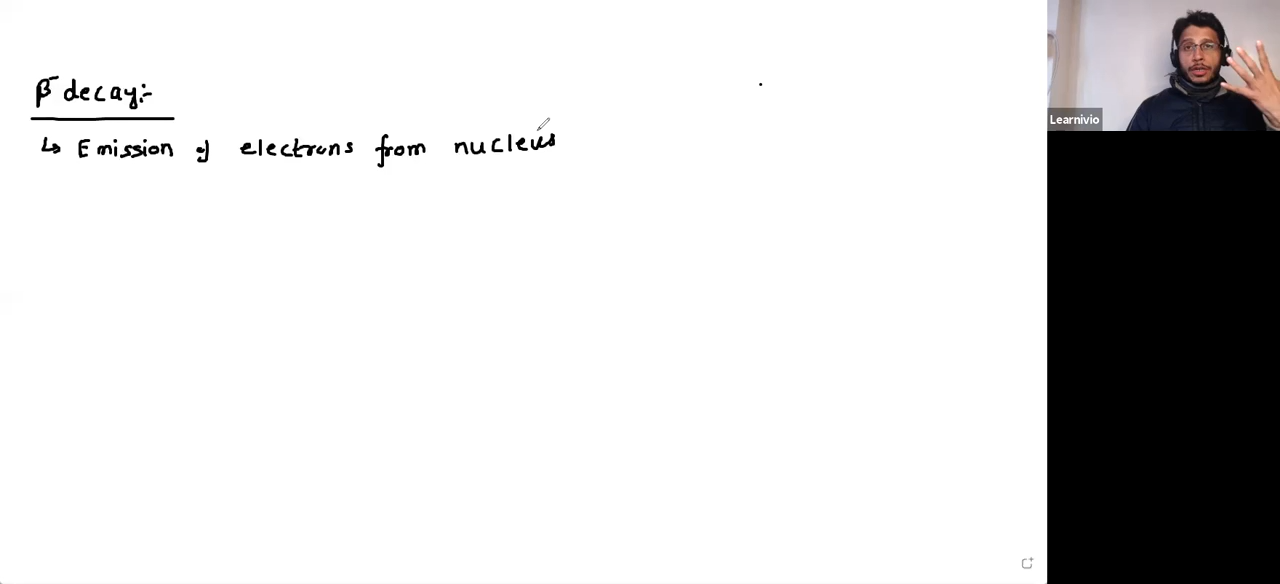 β⁻ decay:-
↳ Emission of electrons from nucleus
Learnivio